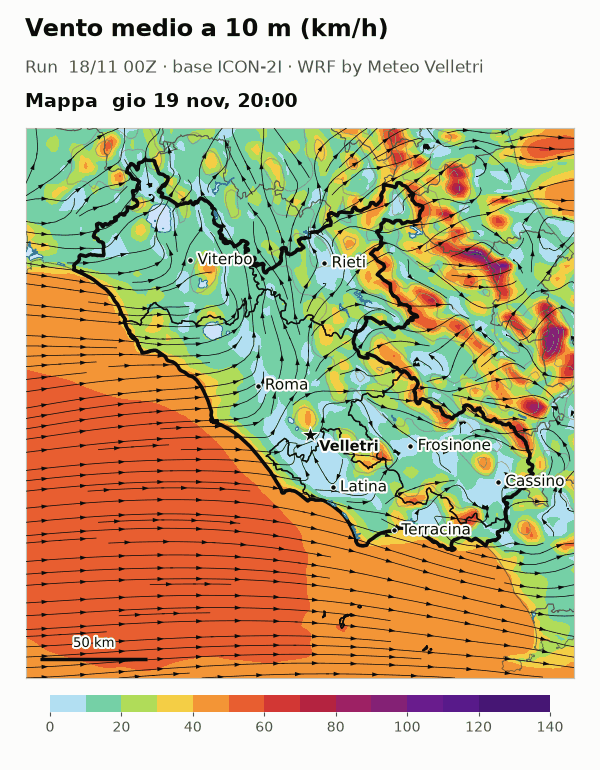 Vento medio a 10 m (km/h)
Run  18/11 00Z · base ICON-2I · WRF by Meteo Velletri
Mappa  gio 19 nov, 20:00
Viterbo
Rieti
Roma
Velletri
Frosinone
Cassino
Latina
Terracina
50 km
0 20 40 60 80 100 120 140